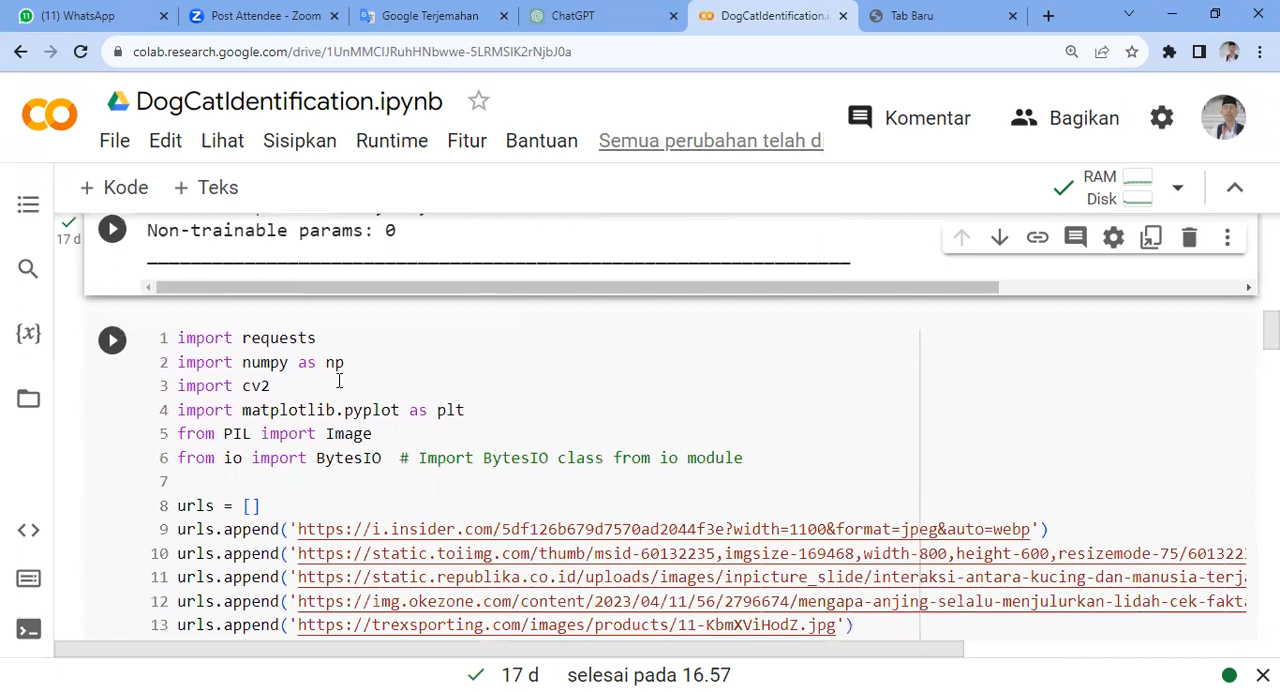 (11) WhatsApp
Post Attendee - Zoom
Google Terjemahan
ChatGPT
DogCatIdentification.i
Tab Baru
colab.research.google.com/drive/1UnMMClJRuhHNbwwe-5LRMSIK2rNjbJ0a
DogCatIdentification.ipynb
Komentar
Bagikan
File Edit Lihat Sisipkan Runtime Fitur Bantuan Semua perubahan telah di
+ Kode + Teks
RAM
Disk
17 d
Non-trainable params: 0
1 import requests
2 import numpy as np
3 import cv2
4 import matplotlib.pyplot as plt
5 from PIL import Image
6 from io import BytesIO # Import BytesIO class from io module
7
8 urls = []
9 urls.append('https://i.insider.com/5df126b679d7570ad2044f3e?width=1100&format=jpeg&auto=webp')
10 urls.append('https://static.toiimg.com/thumb/msid-60132235,imgsize-169468,width-800,height-600,resizemode-75/601322
11 urls.append('https://static.republika.co.id/uploads/images/inpicture_slide/interaksi-antara-kucing-dan-manusia-terj
12 urls.append('https://img.okezone.com/content/2023/04/11/56/2796674/mengapa-anjing-selalu-menjulurkan-lidah-cek-fakt
13 urls.append('https://trexsporting.com/images/products/11-KbmXViHodZ.jpg')
17 d selesai pada 16.57